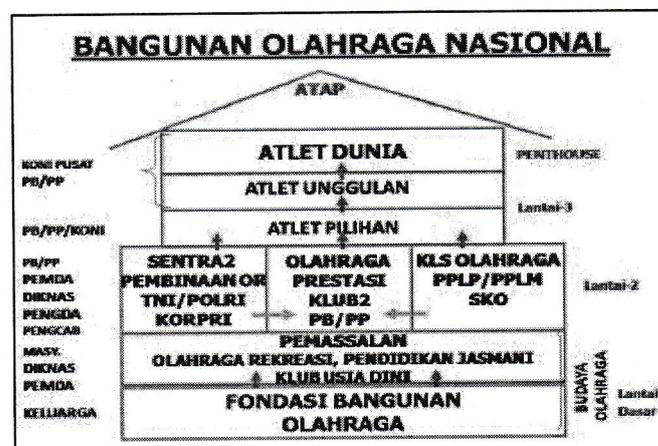 BANGUNAN OLAHRAGA NASIONAL
ATAP
KONI PUSAT
PB/PP
ATLET DUNIA
PENTHOUSE
ATLET UNGGULAN
Lantai-3
PB/PP/KONI
ATLET PILIHAN
PB/PP
PEMDA
DIKNAS
PENGDA
PENGCAB
SENTRA2
PEMBINAAN OR
TNI/POLRI
KORPRI
OLAHRAGA
PRESTASI
KLUB2
PB/PP
KLS OLAHRAGA
PPLP/PPLM
SKO
Lantai-2
MASY.
DIKNAS
PEMDA
PEMASSALAN
OLAHRAGA REKREASI, PENDIDIKAN JASMANI
KLUB USIA DINI
KELUARGA
FONDASI BANGUNAN
OLAHRAGA
BUDAYA
OLAHRAGA
Lantai
Dasar